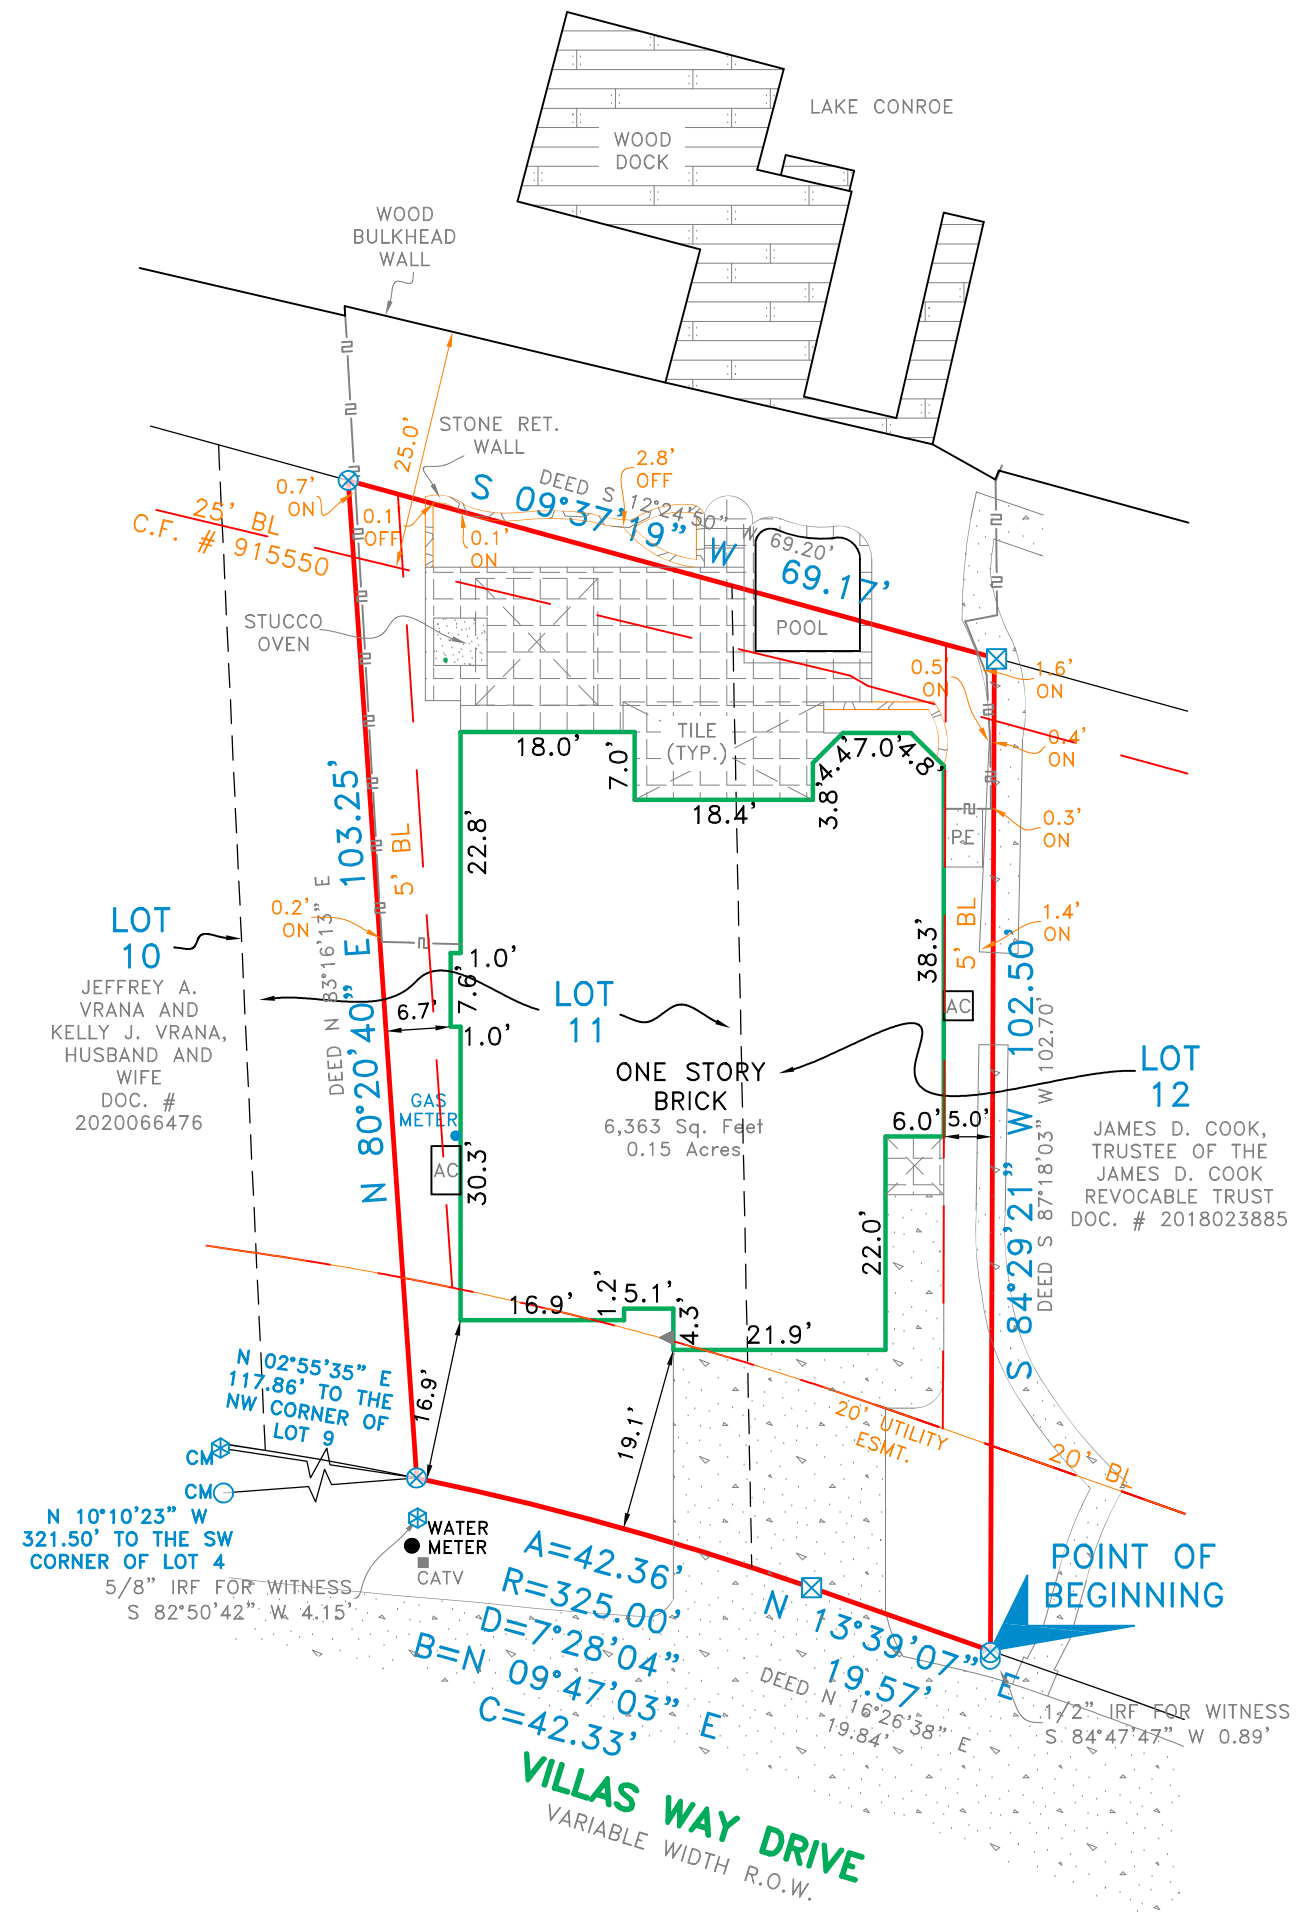 LAKE CONROE
WOOD
DOCK
WOOD
BULKHEAD
WALL
25.0'
STONE RET.
WALL
2.8'
OFF
DEED S 12°24'50" W 69.20'
S 09°37'19" W 69.17'
0.7'
ON
0.1
OFF
0.1'
ON
25' BL
C.F. # 915550
STUCCO
OVEN
POOL
0.5
ON
1.6'
ON
0.4'
ON
0.3'
ON
1.4'
ON
TILE
(TYP.)
18.0'
7.0'
18.4'
3.8'
4.4'
7.0'
4.8'
PE
22.8'
5' BL
N 80°20'40" E 103.25'
DEED N 83°16'13" E
0.2'
ON
LOT
10
JEFFREY A.
VRANA AND
KELLY J. VRANA,
HUSBAND AND
WIFE
DOC. #
2020066476
1.0'
7.6'
1.0'
6.7'
LOT
11
38.3'
5' BL
AC
ONE STORY
BRICK
6,363 Sq. Feet
0.15 Acres
S 84°29'21" W 102.50'
DEED S 87°18'03" W 102.70'
LOT
12
JAMES D. COOK,
TRUSTEE OF THE
JAMES D. COOK
REVOCABLE TRUST
DOC. # 2018023885
GAS
METER
AC
30.3'
6.0'
5.0'
22.0'
16.9'
1.2'
5.1'
4.3'
21.9'
16.9'
19.1'
20' UTILITY
ESMT.
20' BL
N 02°55'35" E
117.86' TO THE
NW CORNER OF
LOT 9
CM
CM
N 10°10'23" W
321.50' TO THE SW
CORNER OF LOT 4
5/8" IRF FOR WITNESS
S 82°50'42" W 4.15'
WATER
METER
CATV
A=42.36'
R=325.00'
D=7°28'04"
B=N 09°47'03" E
C=42.33'
N 13°39'07" E
19.57'
DEED N 16°26'38" E
19.84'
POINT OF
BEGINNING
1/2" IRF FOR WITNESS
S 84°47'47" W 0.89'
VILLAS WAY DRIVE
VARIABLE WIDTH R.O.W.